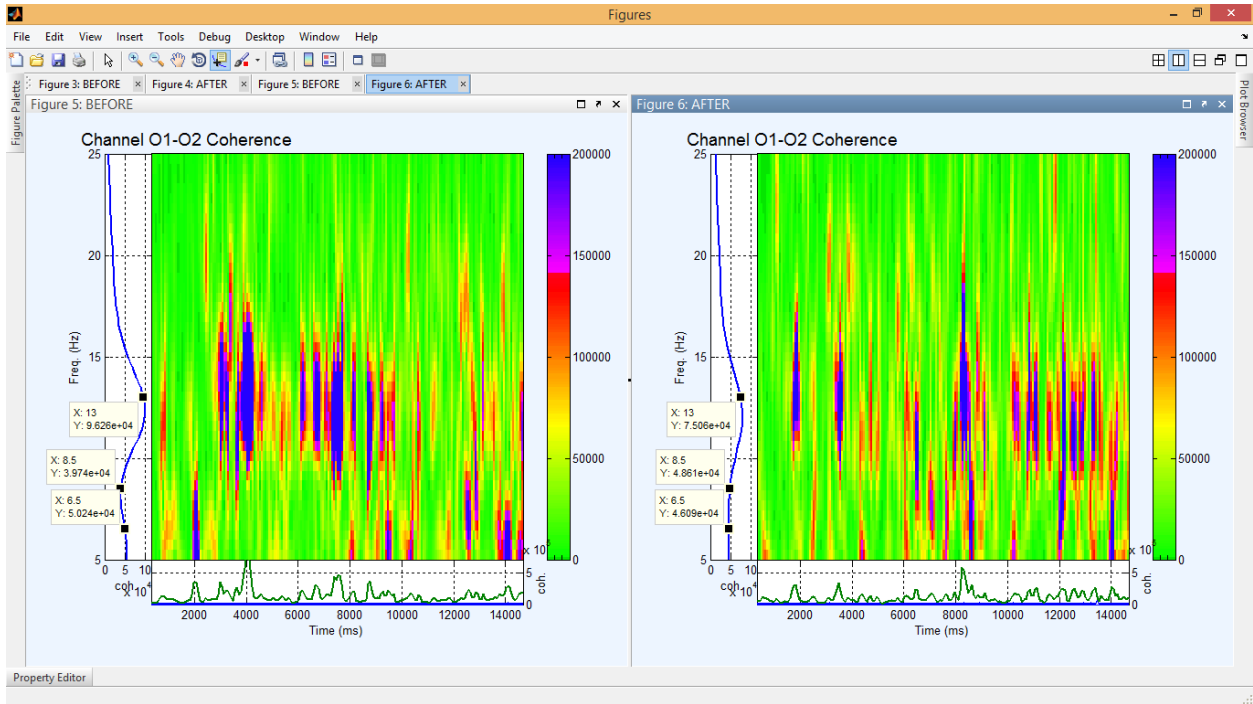 Figures
File Edit View Insert Tools Debug Desktop Window Help
Figure 3: BEFORE × Figure 4: AFTER × Figure 5: BEFORE × Figure 6: AFTER ×
Figure Palette
Plot Browser
Figure 5: BEFORE
Channel O1-O2 Coherence
25
20
15
5
Freq. (Hz)
X: 13
Y: 9.626e+04
X: 8.5
Y: 3.974e+04
X: 6.5
Y: 5.024e+04
0 5 10
coh.
x 10^4
200000
150000
100000
50000
0
x 10^5
5
0
coh.
2000 4000 6000 8000 10000 12000 14000
Time (ms)
Figure 6: AFTER
Channel O1-O2 Coherence
25
20
15
5
Freq. (Hz)
X: 13
Y: 7.506e+04
X: 8.5
Y: 4.861e+04
X: 6.5
Y: 4.609e+04
0 5 10
coh.
x 10^4
200000
150000
100000
50000
0
x 10^5
5
0
coh.
2000 4000 6000 8000 10000 12000 14000
Time (ms)
Property Editor